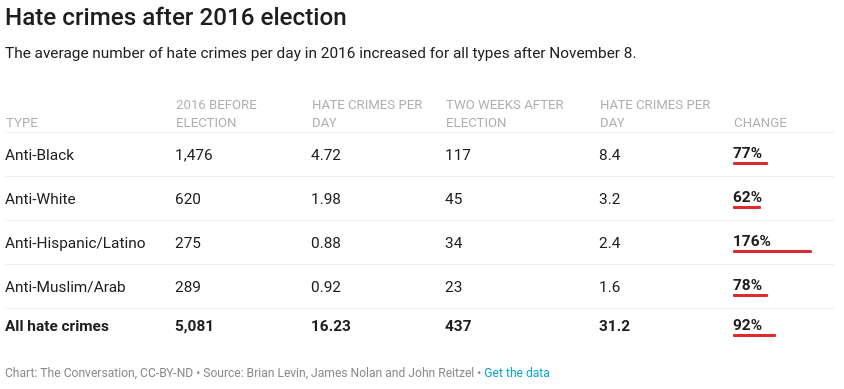 Hate crimes after 2016 election
The average number of hate crimes per day in 2016 increased for all types after November 8.
TYPE 2016 BEFORE ELECTION HATE CRIMES PER DAY TWO WEEKS AFTER ELECTION HATE CRIMES PER DAY CHANGE
Anti-Black 1,476 4.72 117 8.4 77%
Anti-White 620 1.98 45 3.2 62%
Anti-Hispanic/Latino 275 0.88 34 2.4 176%
Anti-Muslim/Arab 289 0.92 23 1.6 78%
All hate crimes 5,081 16.23 437 31.2 92%
Chart: The Conversation, CC-BY-ND • Source: Brian Levin, James Nolan and John Reitzel • Get the data